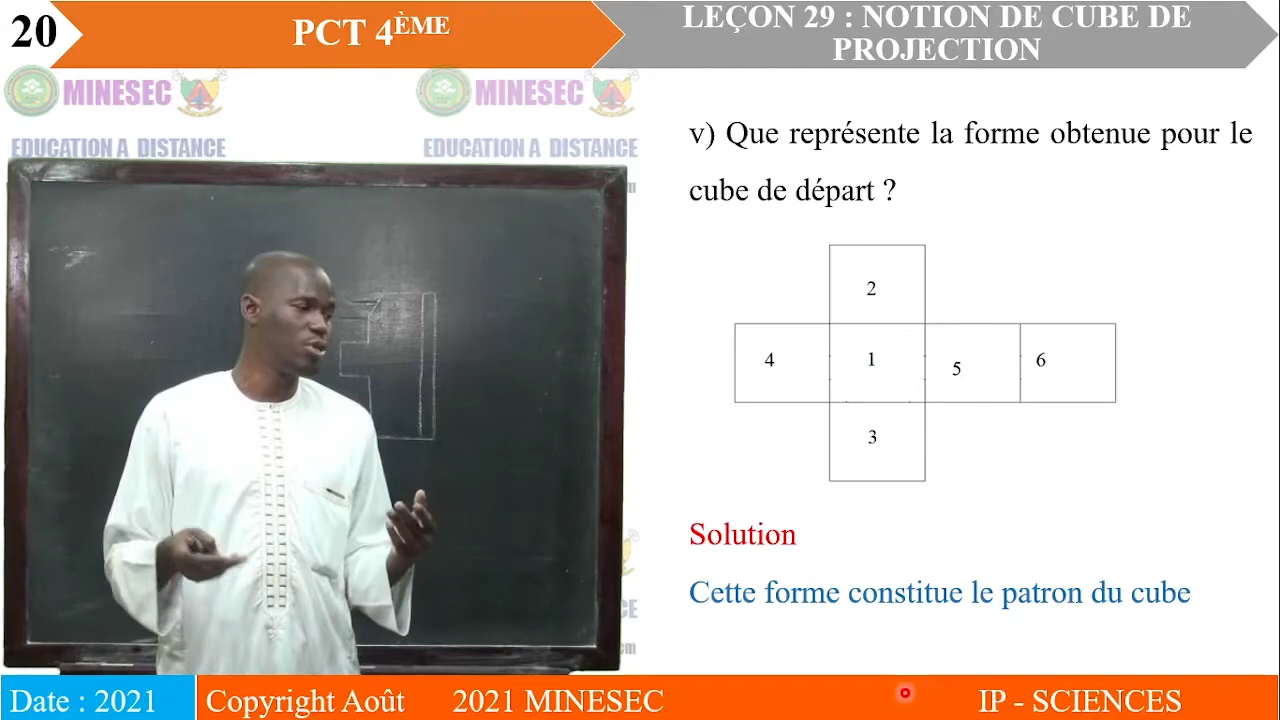 20
PCT 4ÈME
LEÇON 29 : NOTION DE CUBE DE
PROJECTION
MINESEC
MINESEC
EDUCATION A DISTANCE
EDUCATION A DISTANCE
v) Que représente la forme obtenue pour le
cube de départ ?
2
4
1
5
6
3
Solution
Cette forme constitue le patron du cube
Date : 2021
Copyright Août 2021 MINESEC
IP - SCIENCES